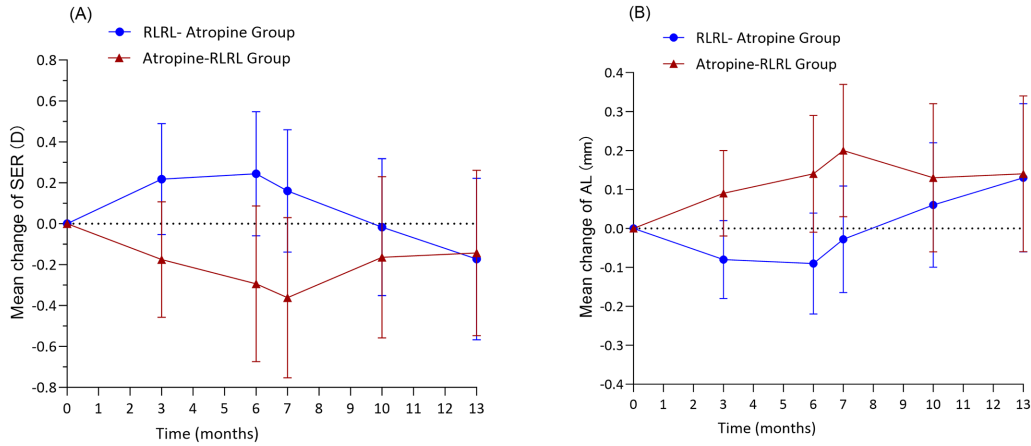 (A)
RLRL- Atropine Group
Atropine-RLRL Group
Mean change of SER (D)
0.8
0.6
0.4
0.2
0.0
-0.2
-0.4
-0.6
-0.8
0 1 2 3 4 5 6 7 8 9 10 11 12 13
Time (months)
(B)
RLRL- Atropine Group
Atropine-RLRL Group
Mean change of AL (mm)
0.4
0.3
0.2
0.1
0.0
-0.1
-0.2
-0.3
-0.4
0 1 2 3 4 5 6 7 8 9 10 11 12 13
Time (months)